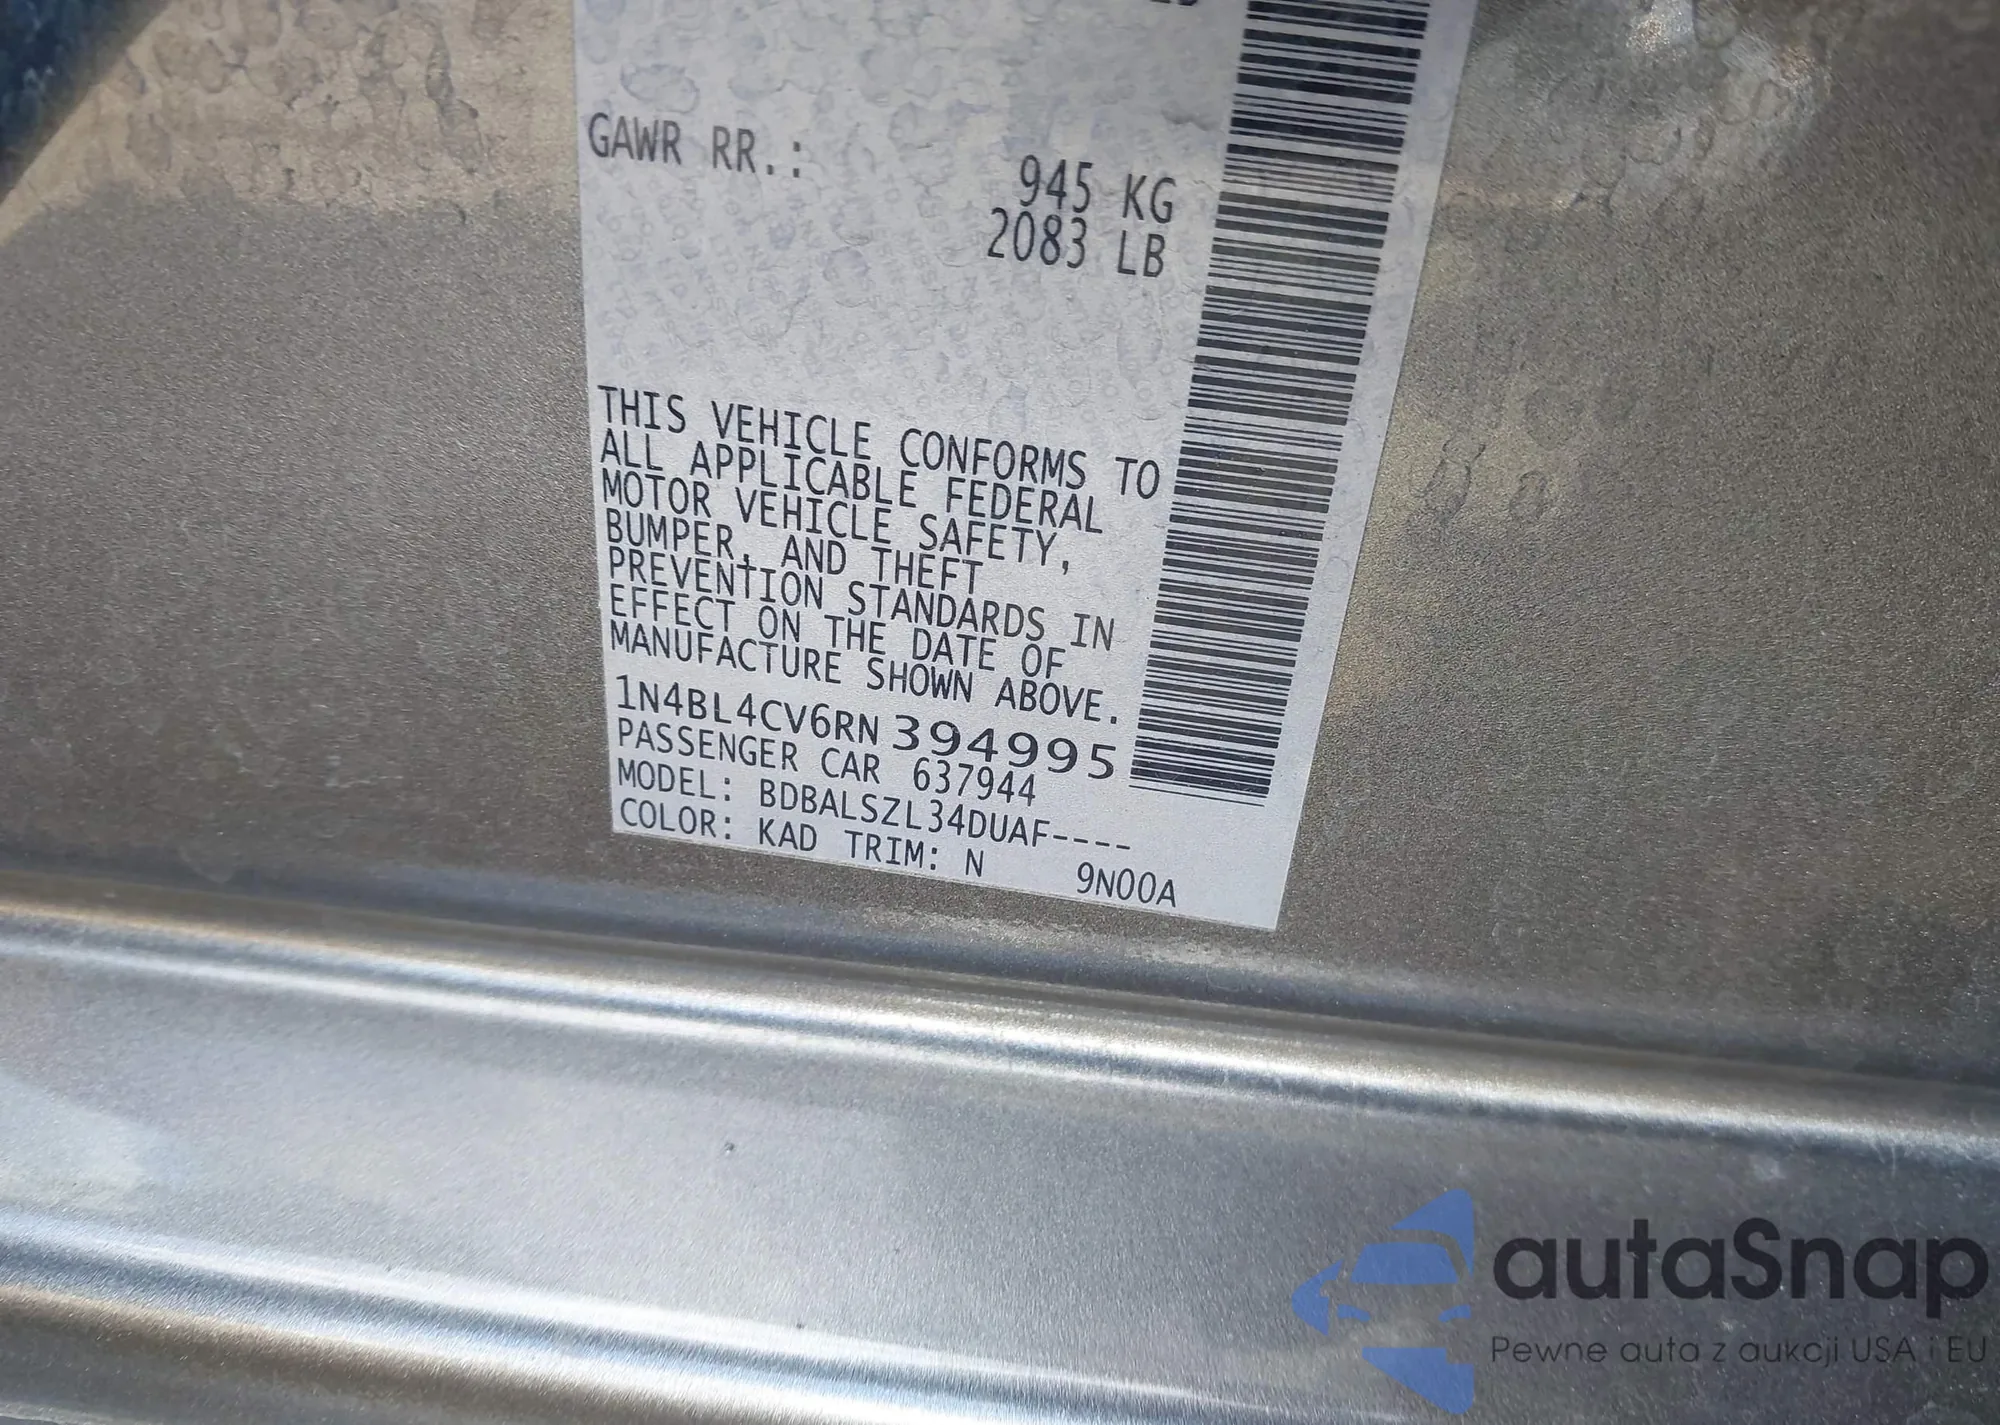 GAWR RR.:
945 KG
2083 LB
THIS VEHICLE CONFORMS TO
ALL APPLICABLE FEDERAL
MOTOR VEHICLE SAFETY,
BUMPER, AND THEFT
PREVENTION STANDARDS IN
EFFECT ON THE DATE OF
MANUFACTURE SHOWN ABOVE.
1N4BL4CV6RN394995
PASSENGER CAR 637944
MODEL: BDBALSZL34DUAF----
COLOR: KAD TRIM: N 9N00A
autaSnap
Pewne auta z aukcji USA i EU